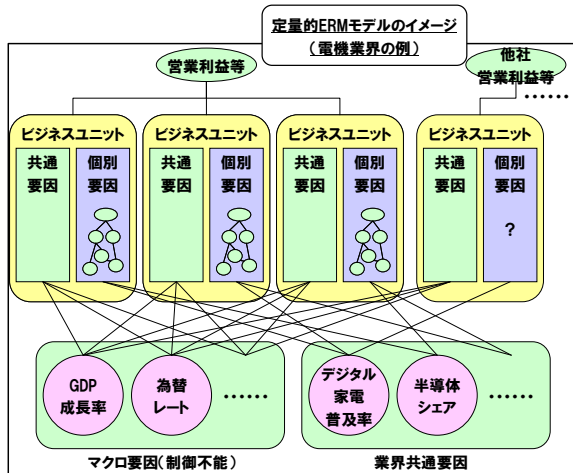 定量的ERMモデルのイメージ
（電機業界の例）
営業利益等
他社
営業利益等
……
ビジネスユニット
共通
要因
個別
要因
ビジネスユニット
共通
要因
個別
要因
ビジネスユニット
共通
要因
個別
要因
ビジネスユニット
共通
要因
個別
要因
？
GDP
成長率
為替
レート
……
マクロ要因（制御不能）
デジタル
家電
普及率
半導体
シェア
……
業界共通要因